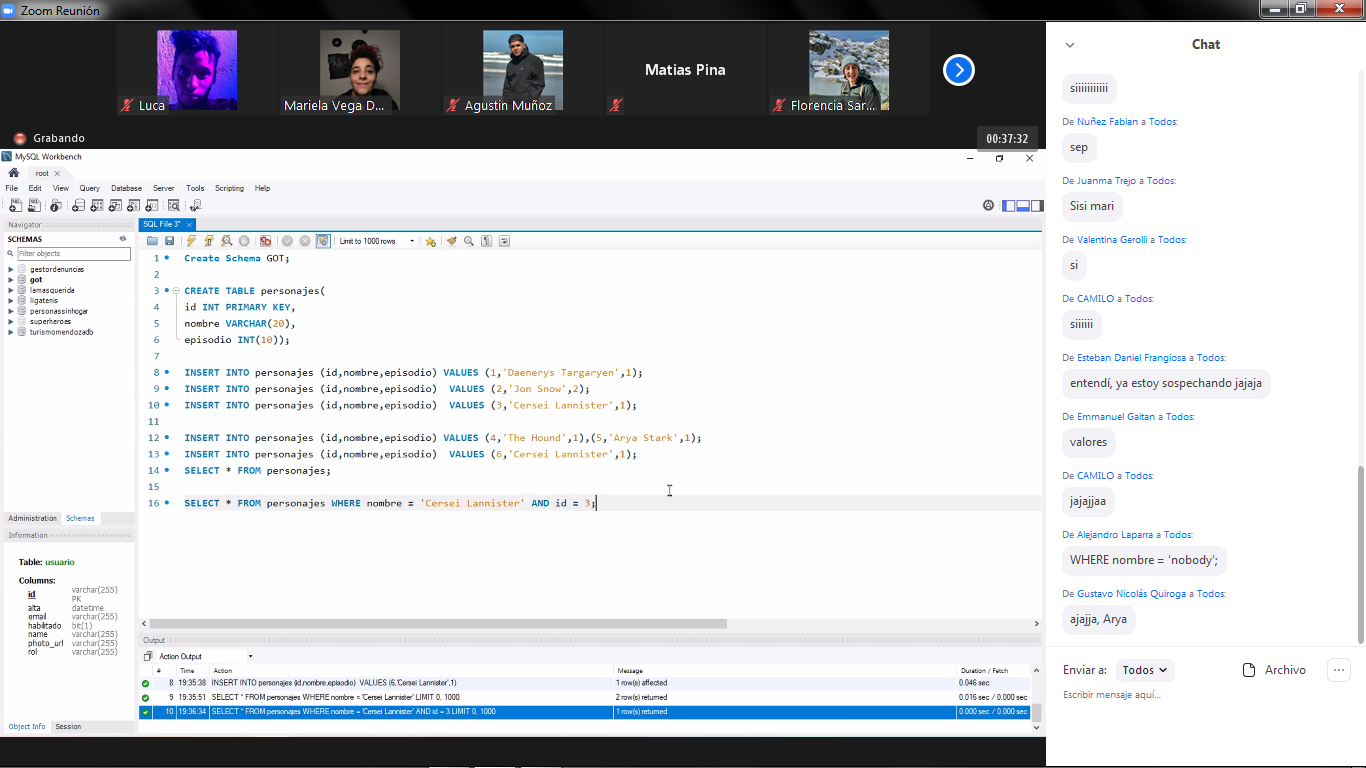 Zoom Reunión
Luca
Mariela Vega D...
Agustin Muñoz
Matias Pina
Florencia Sar...
Grabando
00:37:32
MySQL Workbench
root
File Edit View Query Database Server Tools Scripting Help
Navigator
SCHEMAS
Filter objects
gestordenuncias
got
lamasquerida
ligatenis
personassinhogar
superheroes
turismomendozadb
Administration Schemas
Information
Table: usuario
Columns:
id varchar(255)
PK
alta datetime
email varchar(255)
habilitado bit(1)
name varchar(255)
photo_url varchar(255)
rol varchar(255)
Object Info Session
SQL File 3*
Limit to 1000 rows
1 Create Schema GOT;
2
3 CREATE TABLE personajes(
4 id INT PRIMARY KEY,
5 nombre VARCHAR(20),
6 episodio INT(10));
7
8 INSERT INTO personajes (id,nombre,episodio) VALUES (1,'Daenerys Targaryen',1);
9 INSERT INTO personajes (id,nombre,episodio)  VALUES (2,'Jon Snow',2);
10 INSERT INTO personajes (id,nombre,episodio)  VALUES (3,'Cersei Lannister',1);
11
12 INSERT INTO personajes (id,nombre,episodio) VALUES (4,'The Hound',1),(5,'Arya Stark',1);
13 INSERT INTO personajes (id,nombre,episodio)  VALUES (6,'Cersei Lannister',1);
14 SELECT * FROM personajes;
15
16 SELECT * FROM personajes WHERE nombre = 'Cersei Lannister' AND id = 3;
Output
Action Output
# Time Action Message Duration / Fetch
8 19:35:38 INSERT INTO personajes (id,nombre,episodio)  VALUES (6,'Cersei Lannister',1) 1 row(s) affected 0.046 sec
9 19:35:51 SELECT * FROM personajes WHERE nombre = 'Cersei Lannister' LIMIT 0, 1000 2 row(s) returned 0.016 sec / 0.000 sec
10 19:36:34 SELECT * FROM personajes WHERE nombre = 'Cersei Lannister' AND id = 3 LIMIT 0, 1000 1 row(s) returned 0.000 sec / 0.000 sec
Chat
siiiiiiiiiii
De Nuñez Fabian a Todos:
sep
De Juanma Trejo a Todos:
Sisi mari
De Valentina Gerolli a Todos:
si
De CAMILO a Todos:
siiiiii
De Esteban Daniel Frangiosa a Todos:
entendí, ya estoy sospechando jajaja
De Emmanuel Gaitan a Todos:
valores
De CAMILO a Todos:
jajajjaa
De Alejandro Laparra a Todos:
WHERE nombre = 'nobody';
De Gustavo Nicolás Quiroga a Todos:
ajajja, Arya
Enviar a: Todos
Archivo
Escribir mensaje aquí...